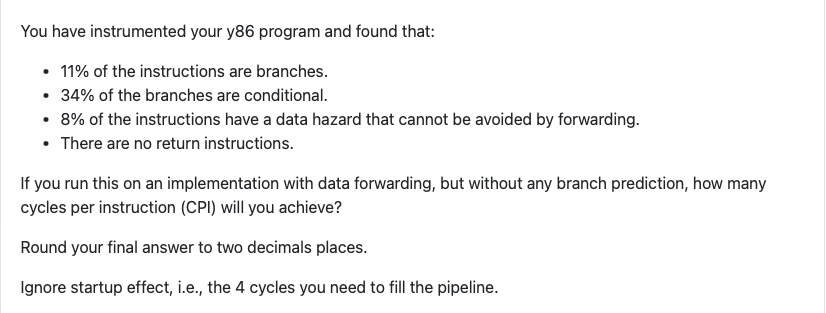 You have instrumented your y86 program and found that:
• 11% of the instructions are branches.
• 34% of the branches are conditional.
• 8% of the instructions have a data hazard that cannot be avoided by forwarding.
• There are no return instructions.
If you run this on an implementation with data forwarding, but without any branch prediction, how many
cycles per instruction (CPI) will you achieve?
Round your final answer to two decimals places.
Ignore startup effect, i.e., the 4 cycles you need to fill the pipeline.